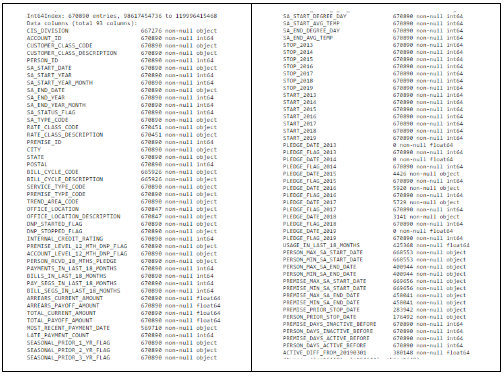 Int64Index: 670890 entries, 98617454736 to 119996415468
Data columns (total 93 columns):
CIS_DIVISION 667276 non-null object
ACCOUNT_ID 670890 non-null int64
CUSTOMER_CLASS_CODE 670890 non-null object
CUSTOMER_CLASS_DESCRIPTION 670890 non-null object
PERSON_ID 670890 non-null int64
SA_START_DATE 670890 non-null object
SA_START_YEAR 670890 non-null int64
SA_START_YEAR_MONTH 670890 non-null int64
SA_END_DATE 670890 non-null object
SA_END_YEAR 670890 non-null int64
SA_END_YEAR_MONTH 670890 non-null int64
SA_STATUS_FLAG 670890 non-null int64
SA_TYPE_CODE 670890 non-null object
RATE_CLASS_CODE 670451 non-null object
RATE_CLASS_DESCRIPTION 670451 non-null object
PREMISE_ID 670890 non-null int64
CITY 670890 non-null object
STATE 670890 non-null object
POSTAL 670890 non-null int64
BILL_CYCLE_CODE 665926 non-null object
BILL_CYCLE_DESCRIPTION 665926 non-null object
SERVICE_TYPE_CODE 670890 non-null object
PREMISE_TYPE_CODE 670890 non-null object
TREND_AREA_CODE 670890 non-null object
OFFICE_LOCATION 670847 non-null object
OFFICE_LOCATION_DESCRIPTION 670847 non-null object
DNP_STARTED_FLAG 670890 non-null int64
DNP_STOPPED_FLAG 670890 non-null int64
INTERNAL_CREDIT_RATING 670890 non-null int64
PREMISE_LEVEL_12_MTH_DNP_FLAG 670890 non-null object
ACCOUNT_LEVEL_12_MTH_DNP_FLAG 670890 non-null object
PERSON_RCVD_18_MTHS_PLEDGE 670890 non-null object
PAYMENTS_IN_LAST_18_MONTHS 670890 non-null int64
BILLS_IN_LAST_18_MONTHS 670890 non-null int64
PAY_SEGS_IN_LAST_18_MONTHS 670890 non-null int64
BILL_SEGS_IN_LAST_18_MONTHS 670890 non-null int64
ARREARS_CURRENT_AMOUNT 670890 non-null float64
ARREARS_PAYOFF_AMOUNT 670890 non-null float64
TOTAL_CURRENT_AMOUNT 670890 non-null float64
TOTAL_PAYOFF_AMOUNT 670890 non-null float64
MOST_RECENT_PAYMENT_DATE 569710 non-null object
LATE_PAYMENT_COUNT 670890 non-null int64
SEASONAL_PRIOR_1_YR_FLAG 670890 non-null object
SEASONAL_PRIOR_2_YR_FLAG 670890 non-null object
SEASONAL_PRIOR_3_YR_FLAG 670890 non-null object
SA_START_DEGREE_DAY 670890 non-null int64
SA_START_AVG_TEMP 670890 non-null int64
SA_END_DEGREE_DAY 670890 non-null int64
SA_END_AVG_TEMP 670890 non-null int64
STOP_2013 670890 non-null int64
STOP_2014 670890 non-null int64
STOP_2015 670890 non-null int64
STOP_2016 670890 non-null int64
STOP_2017 670890 non-null int64
STOP_2018 670890 non-null int64
STOP_2019 670890 non-null int64
START_2013 670890 non-null int64
START_2014 670890 non-null int64
START_2015 670890 non-null int64
START_2016 670890 non-null int64
START_2017 670890 non-null int64
START_2018 670890 non-null int64
START_2019 670890 non-null int64
PLEDGE_DATE_2013 0 non-null float64
PLEDGE_FLAG_2013 670890 non-null int64
PLEDGE_DATE_2014 0 non-null float64
PLEDGE_FLAG_2014 670890 non-null int64
PLEDGE_DATE_2015 4426 non-null object
PLEDGE_FLAG_2015 670890 non-null int64
PLEDGE_DATE_2016 5920 non-null object
PLEDGE_FLAG_2016 670890 non-null int64
PLEDGE_DATE_2017 5729 non-null object
PLEDGE_FLAG_2017 670890 non-null int64
PLEDGE_DATE_2018 3141 non-null object
PLEDGE_FLAG_2018 670890 non-null int64
PLEDGE_DATE_2019 0 non-null float64
PLEDGE_FLAG_2019 670890 non-null int64
USAGE_IN_LAST_18_MONTHS 425368 non-null float64
PERSON_MAX_SA_START_DATE 668553 non-null object
PERSON_MIN_SA_START_DATE 668553 non-null object
PERSON_MAX_SA_END_DATE 408944 non-null object
PERSON_MIN_SA_END_DATE 408944 non-null object
PREMISE_MAX_SA_START_DATE 669656 non-null object
PREMISE_MIN_SA_START_DATE 669656 non-null object
PREMISE_MAX_SA_END_DATE 458041 non-null object
PREMISE_MIN_SA_END_DATE 458041 non-null object
PREMISE_PRIOR_STOP_DATE 283942 non-null object
PERSON_PRIOR_STOP_DATE 176492 non-null object
PREMISE_DAYS_INACTIVE_BEFORE 670890 non-null int64
PERSON_DAYS_INACTIVE_BEFORE 670890 non-null int64
PREMISE_DAYS_ACTIVE_BEFORE 670890 non-null int64
PERSON_DAYS_ACTIVE_BEFORE 670890 non-null int64
ACTIVE_DIFF_FROM_20190301 380148 non-null float64